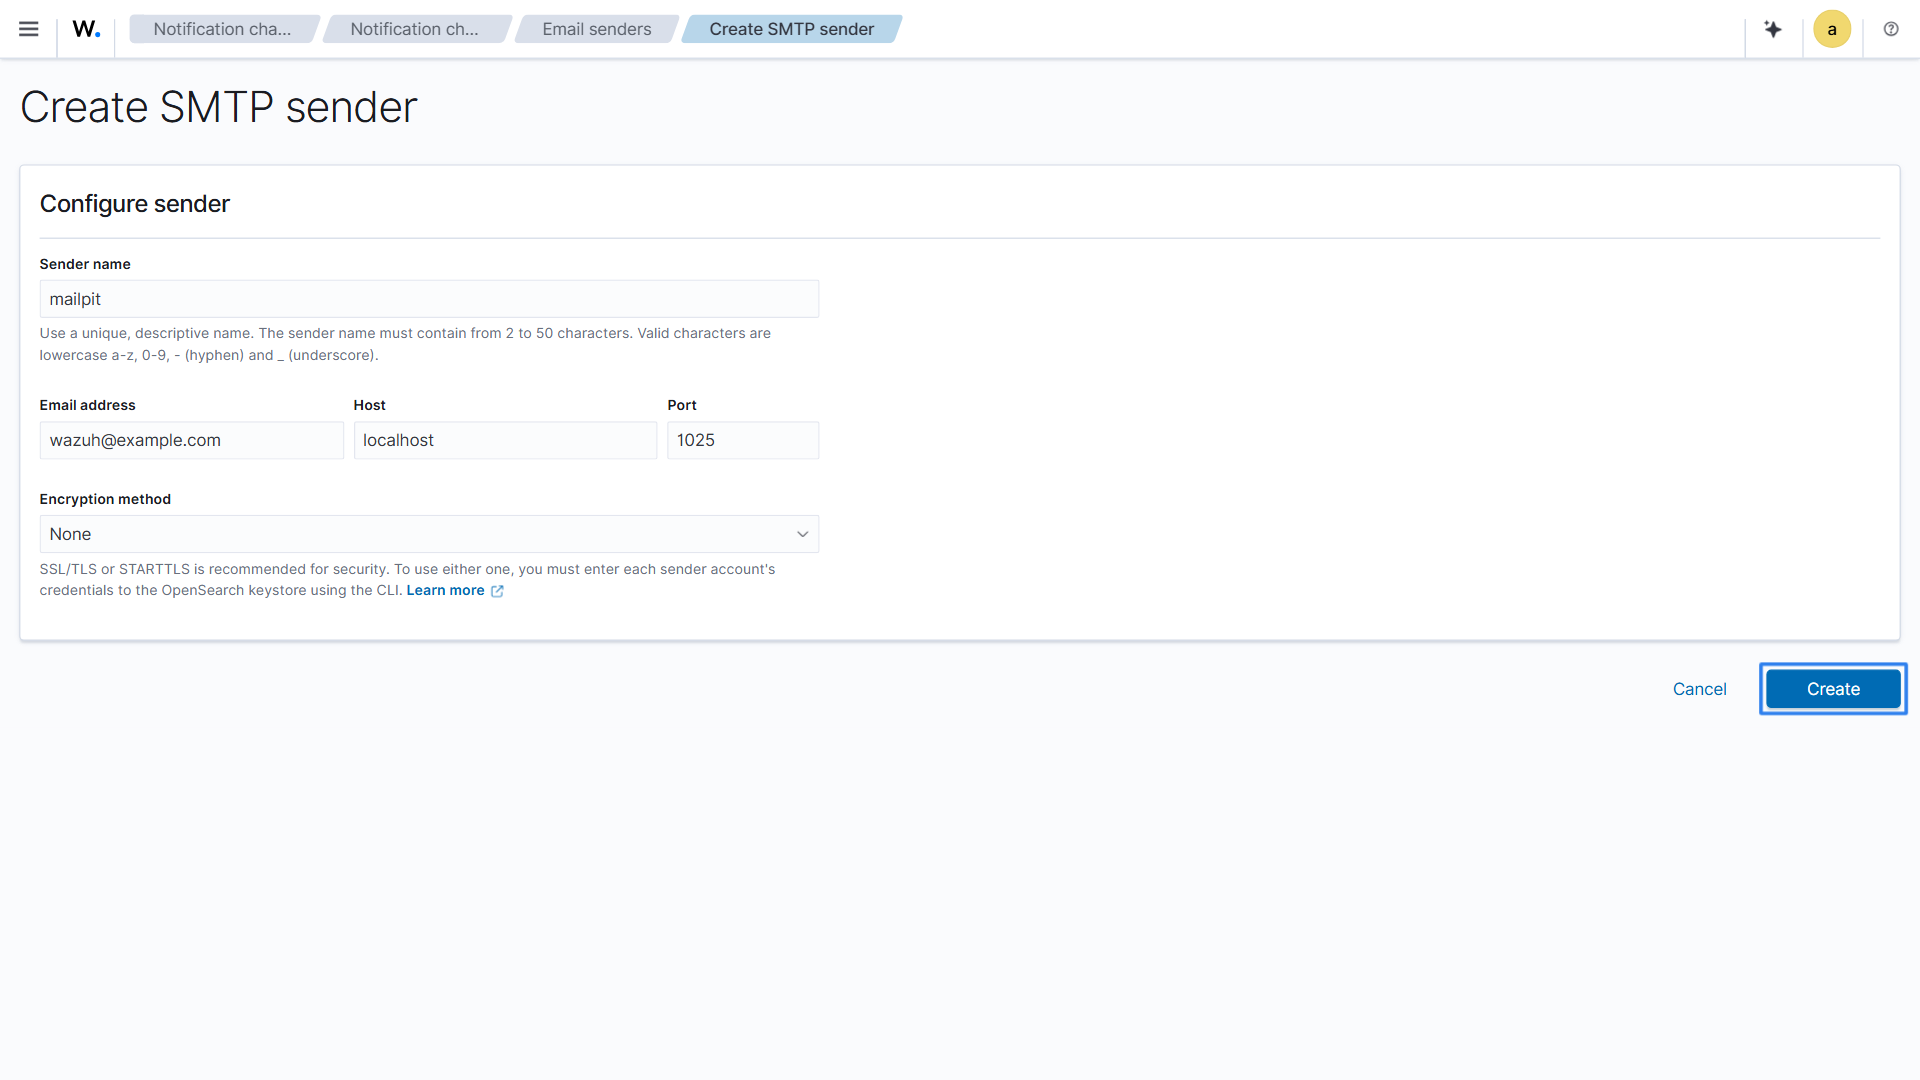 W.
Notification cha...
Notification ch...
Email senders
Create SMTP sender
a
Create SMTP sender
Configure sender
Sender name
mailpit
Use a unique, descriptive name. The sender name must contain from 2 to 50 characters. Valid characters are
lowercase a-z, 0-9, - (hyphen) and _ (underscore).
Email address
Host
Port
wazuh@example.com
localhost
1025
Encryption method
None
SSL/TLS or STARTTLS is recommended for security. To use either one, you must enter each sender account's
credentials to the OpenSearch keystore using the CLI. Learn more
Cancel
Create